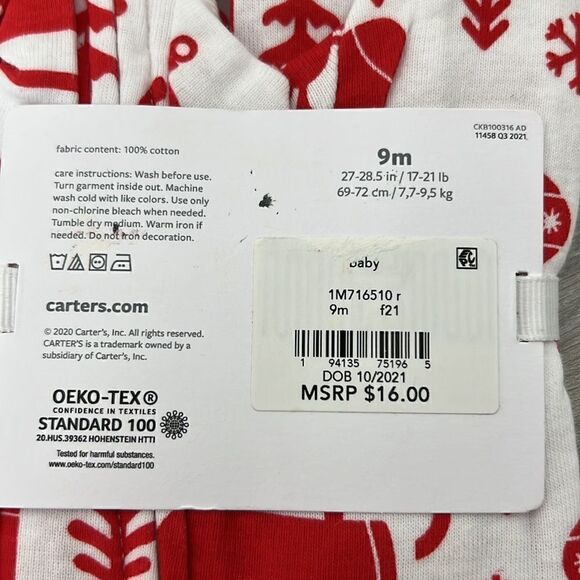 CKB100316 AD
11458 Q3 2021
fabric content: 100% cotton
care instructions: Wash before use.
Turn garment inside out. Machine
wash cold with like colors. Use only
non-chlorine bleach when needed.
Tumble dry medium. Warm iron if
needed. Do not iron decoration.
carters.com
© 2020 Carter's, Inc. All rights reserved.
CARTER'S is a trademark owned by a
subsidiary of Carter's, Inc.
OEKO-TEX®
CONFIDENCE IN TEXTILES
STANDARD 100
20.HUS.39362 HOHENSTEIN HTTI
Tested for harmful substances.
www.oeko-tex.com/standard100
9m
27-28.5 in / 17-21 lb
69-72 cm / 7,7-9,5 kg
baby
1M716510 r
9m f21
1 94135 75196 5
DOB 10/2021
MSRP $16.00